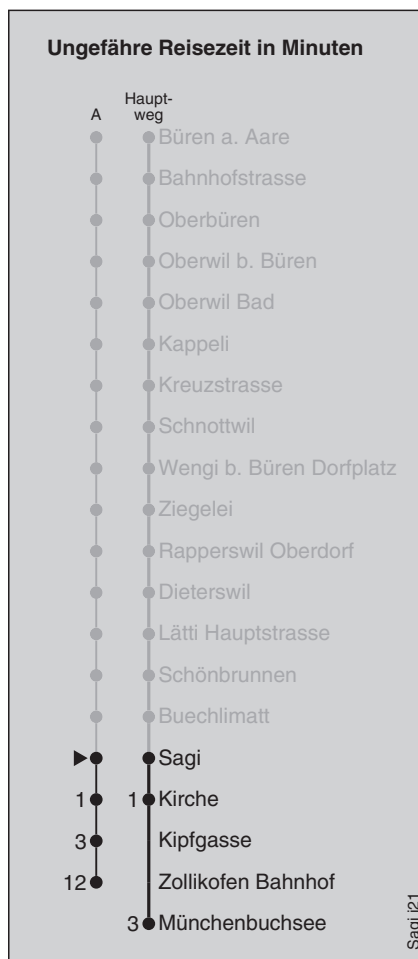 Ungefähre Reisezeit in Minuten
A
Haupt-
weg
Büren a. Aare
Bahnhofstrasse
Oberbüren
Oberwil b. Büren
Oberwil Bad
Kappeli
Kreuzstrasse
Schnottwil
Wengi b. Büren Dorfplatz
Ziegelei
Rapperswil Oberdorf
Dieterswil
Lätti Hauptstrasse
Schönbrunnen
Buechlimatt
Sagi
1 1 Kirche
3 Kipfgasse
12 Zollikofen Bahnhof
3 Münchenbuchsee
Sagi j21